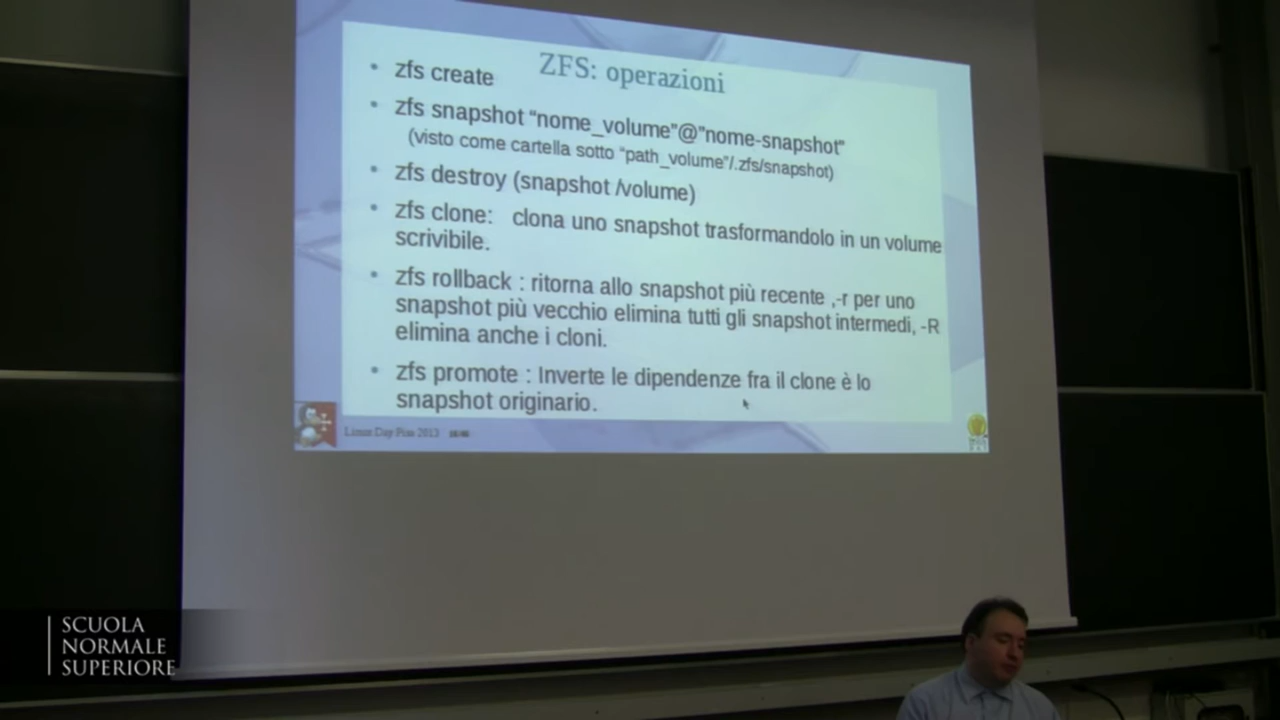 ZFS: operazioni
zfs create
zfs snapshot “nome_volume”@”nome-snapshot”
(visto come cartella sotto “path_volume”/.zfs/snapshot)
zfs destroy (snapshot /volume)
zfs clone: clona uno snapshot trasformandolo in un volume
scrivibile.
zfs rollback : ritorna allo snapshot più recente ,-r per uno
snapshot più vecchio elimina tutti gli snapshot intermedi, -R
elimina anche i cloni.
zfs promote : Inverte le dipendenze fra il clone è lo
snapshot originario.
Linux Day Pisa 2013
SCUOLA
NORMALE
SUPERIORE